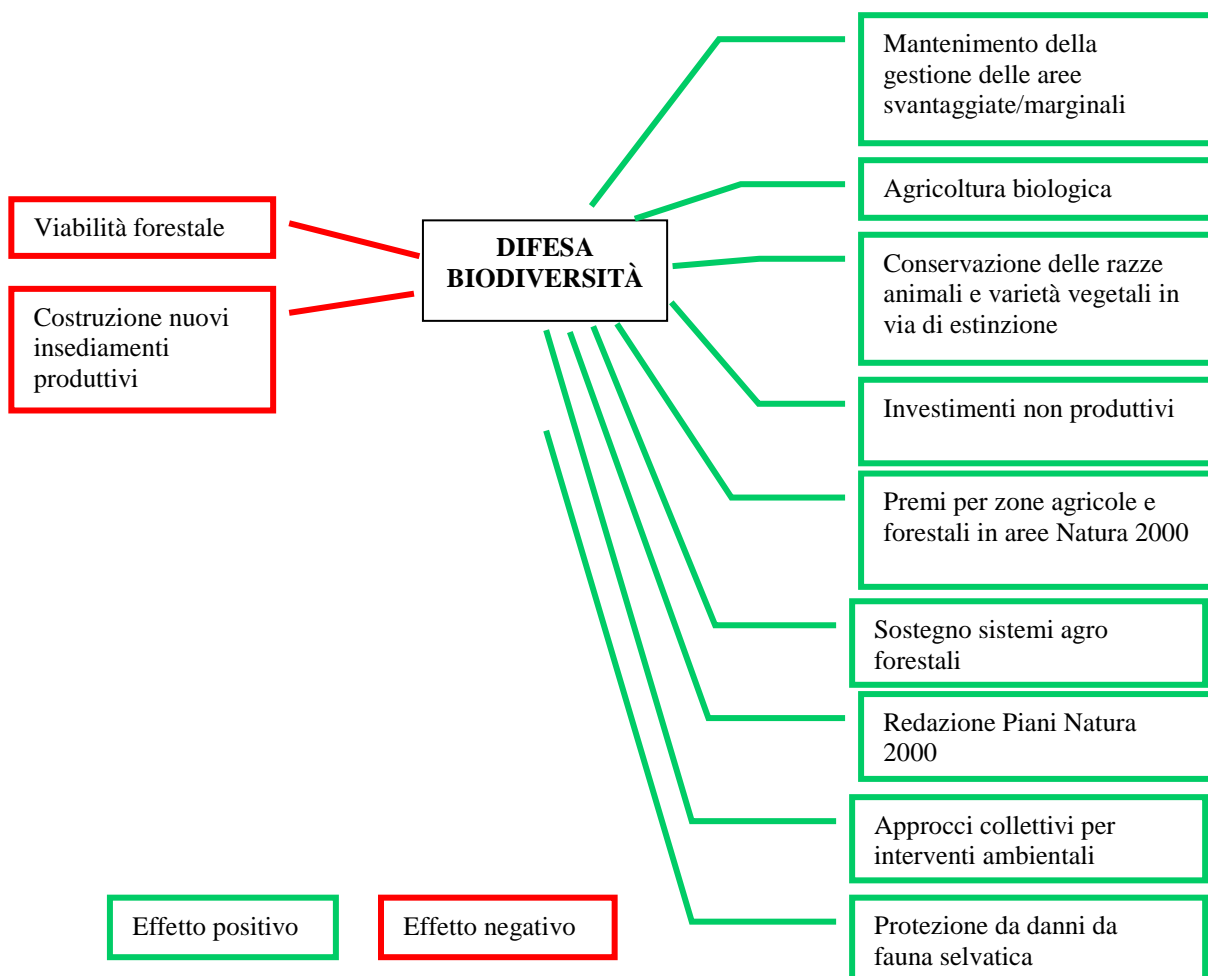 Mantenimento della
gestione delle aree
svantaggiate/marginali
Agricoltura biologica
Viabilità forestale
DIFESA
BIODIVERSITÀ
Conservazione delle razze
animali e varietà vegetali in
via di estinzione
Costruzione nuovi
insediamenti
produttivi
Investimenti non produttivi
Premi per zone agricole e
forestali in aree Natura 2000
Sostegno sistemi agro
forestali
Redazione Piani Natura
2000
Approcci collettivi per
interventi ambientali
Protezione da danni da
fauna selvatica
Effetto positivo
Effetto negativo